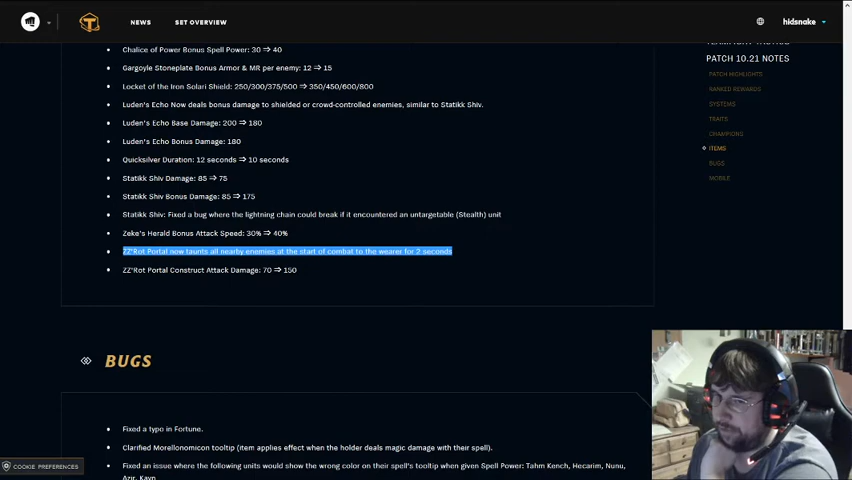 NEWS
SET OVERVIEW
hidsnake
Chalice of Power Bonus Spell Power: 30 ⇒ 40
Gargoyle Stoneplate Bonus Armor & MR per enemy: 12 ⇒ 15
Locket of the Iron Solari Shield: 250/300/375/500 ⇒ 350/450/600/800
Luden's Echo Now deals bonus damage to shielded or crowd-controlled enemies, similar to Statikk Shiv.
Luden's Echo Base Damage: 200 ⇒ 180
Luden's Echo Bonus Damage: 180
Quicksilver Duration: 12 seconds ⇒ 10 seconds
Statikk Shiv Damage: 85 ⇒ 75
Statikk Shiv Bonus Damage: 85 ⇒ 175
Statikk Shiv: Fixed a bug where the lightning chain could break if it encountered an untargetable (Stealth) unit
Zeke's Herald Bonus Attack Speed: 30% ⇒ 40%
ZZ'Rot Portal now taunts all nearby enemies at the start of combat to the wearer for 2 seconds
ZZ'Rot Portal Construct Attack Damage: 70 ⇒ 150
BUGS
Fixed a typo in Fortune.
Clarified Morellonomicon tooltip (item applies effect when the holder deals magic damage with their spell).
Fixed an issue where the following units would show the wrong color on their spell's tooltip when given Spell Power: Tahm Kench, Hecarim, Nunu,
Azir, Kayn
PATCH 10.21 NOTES
PATCH HIGHLIGHTS
RANKED REWARDS
SYSTEMS
TRAITS
CHAMPIONS
ITEMS
BUGS
MOBILE
COOKIE PREFERENCES